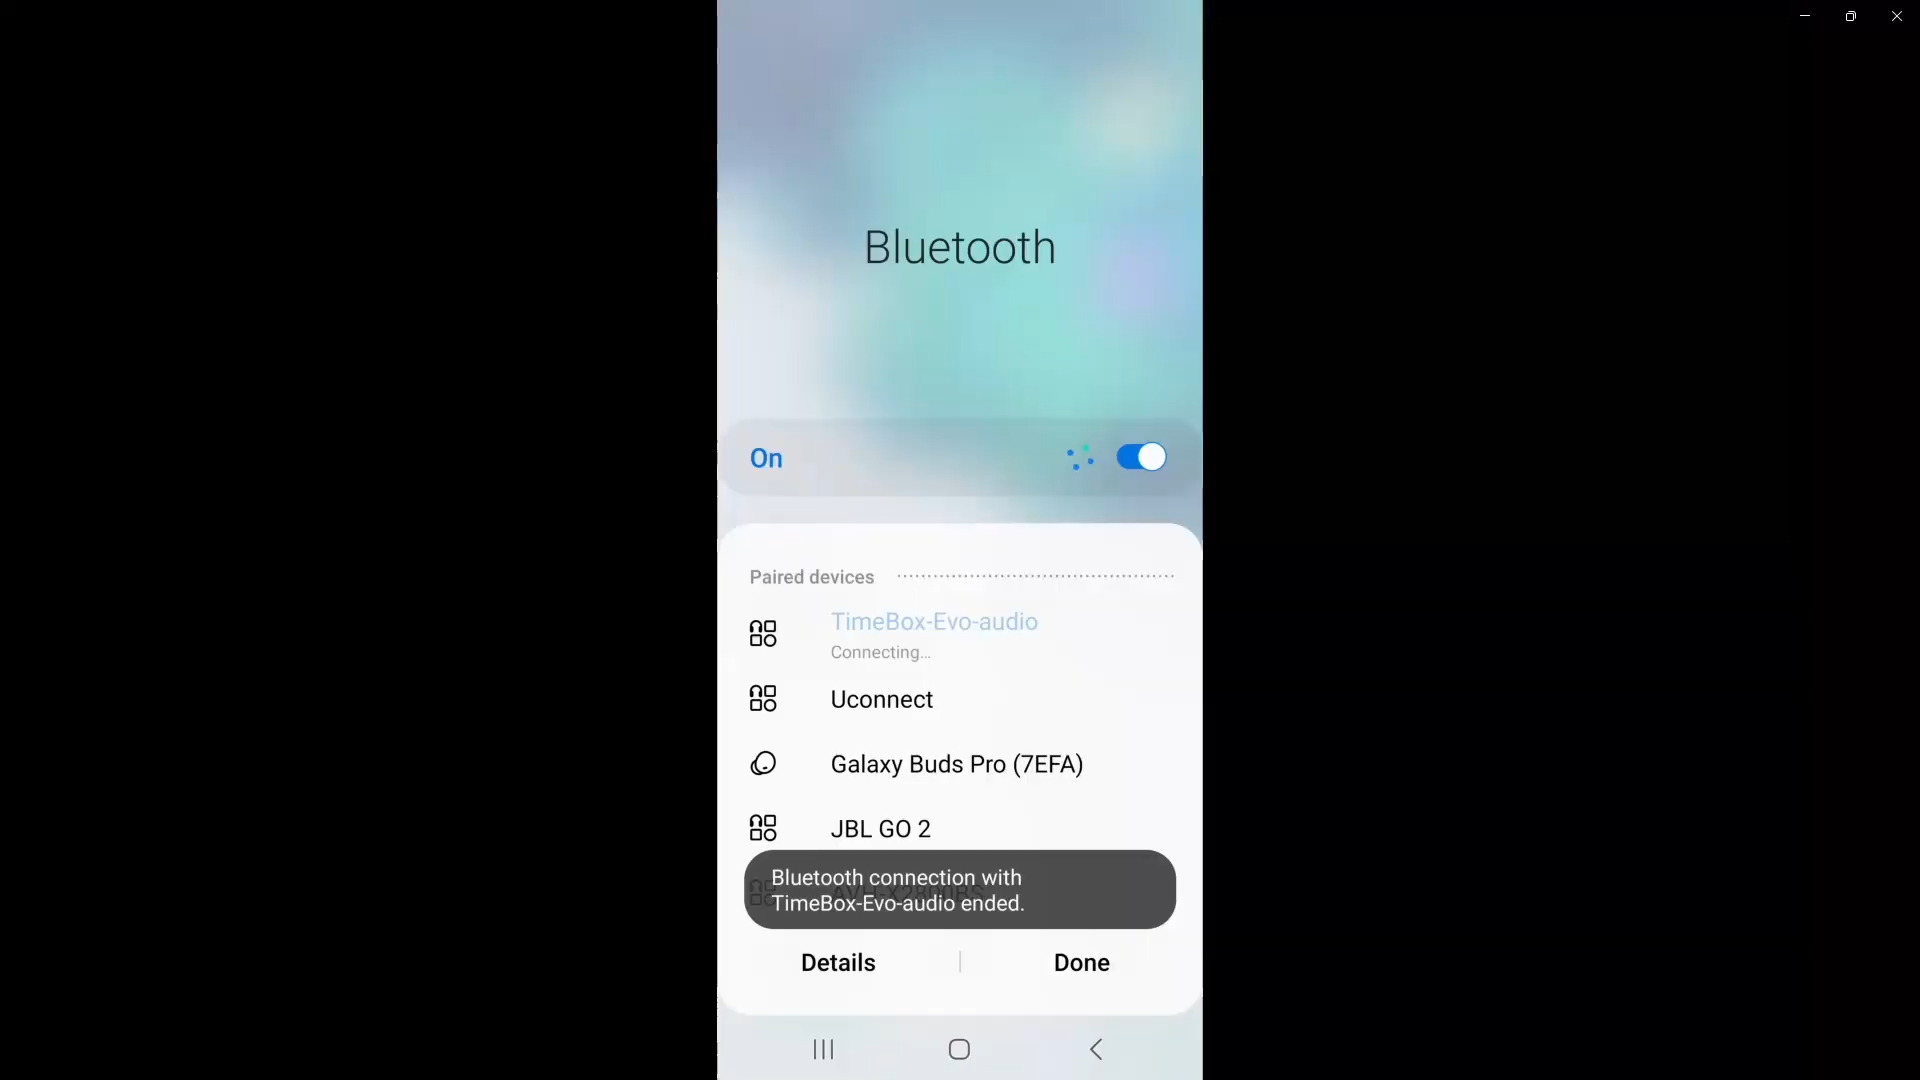 Bluetooth
On
Paired devices
TimeBox-Evo-audio
Connecting...
Uconnect
Galaxy Buds Pro (7EFA)
JBL GO 2
Bluetooth connection with
TimeBox-Evo-audio ended.
Details
Done